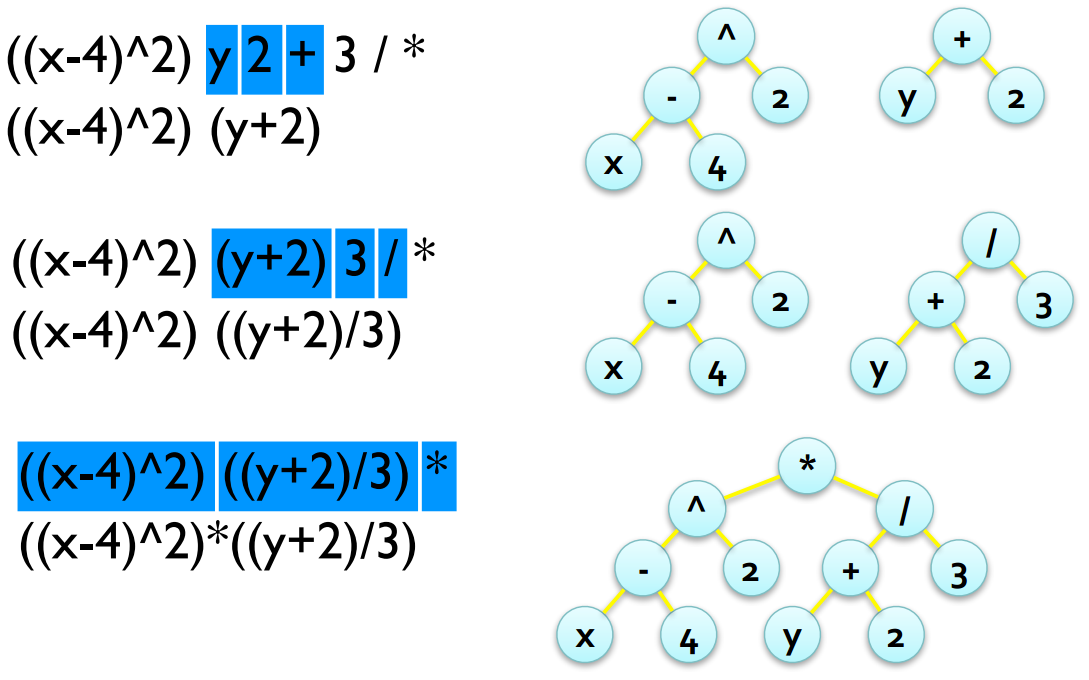 ((x-4)^2) y 2 + 3 / *
((x-4)^2) (y+2)
^
+
-
2
y
2
x
4
((x-4)^2) (y+2) 3 / *
((x-4)^2) ((y+2)/3)
^
/
-
2
+
3
x
4
y
2
((x-4)^2) ((y+2)/3) *
((x-4)^2)*((y+2)/3)
*
^
/
-
2
+
3
x
4
y
2